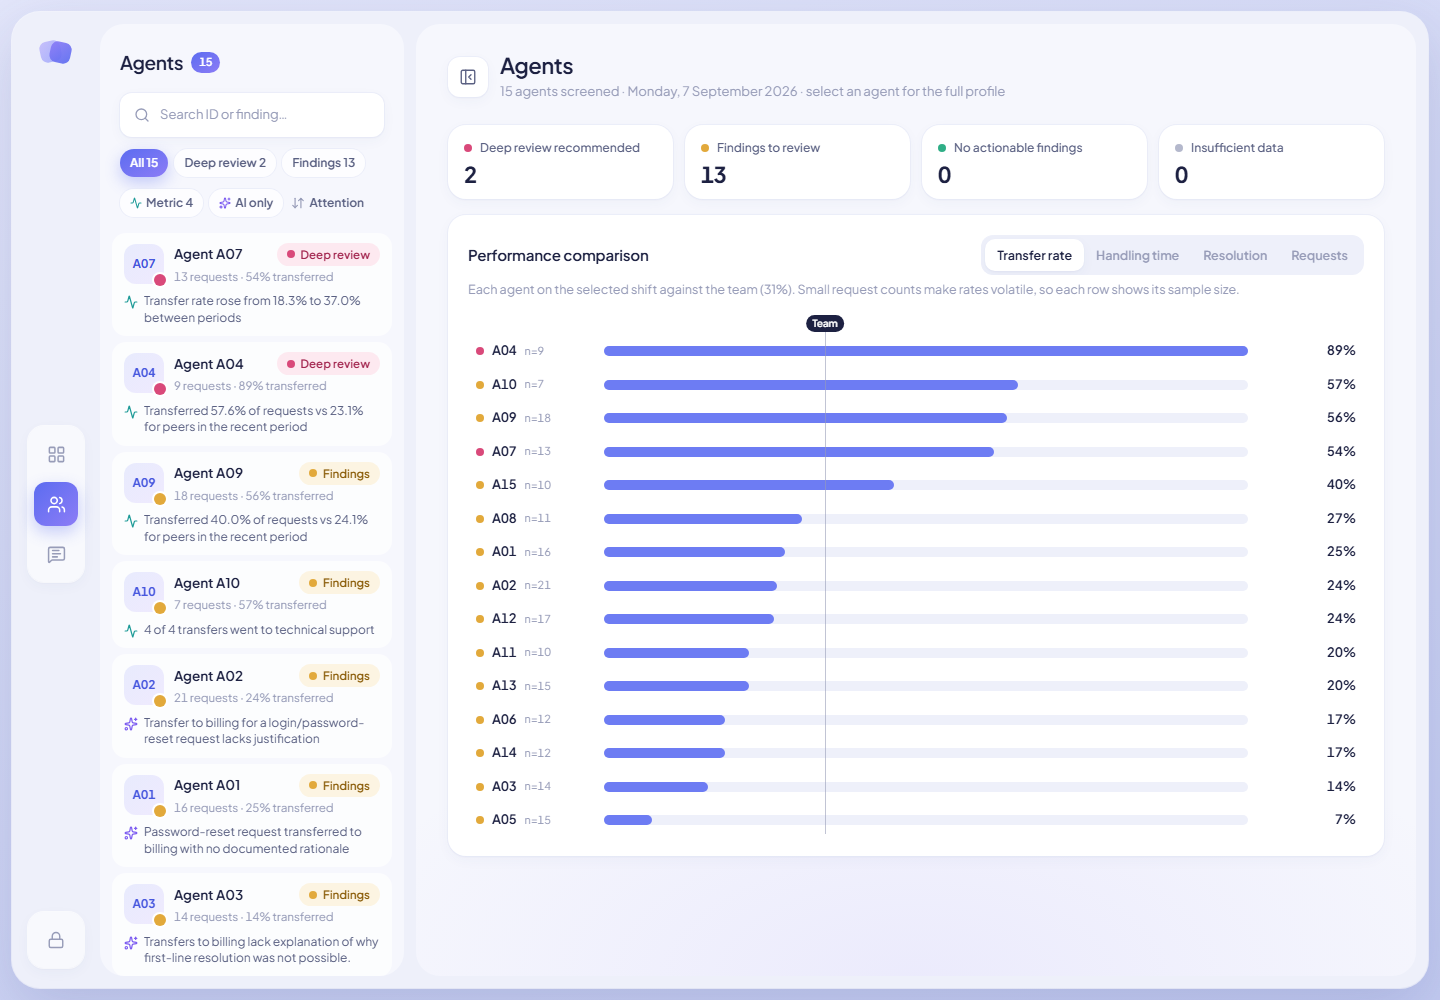 Agents 15
Search ID or finding...
All 15 Deep review 2 Findings 13
Metric 4 AI only Attention
A07 Agent A07 Deep review
13 requests · 54% transferred
Transfer rate rose from 18.3% to 37.0%
between periods
A04 Agent A04 Deep review
9 requests · 89% transferred
Transferred 57.6% of requests vs 23.1%
for peers in the recent period
A09 Agent A09 Findings
18 requests · 56% transferred
Transferred 40.0% of requests vs 24.1%
for peers in the recent period
A10 Agent A10 Findings
7 requests · 57% transferred
4 of 4 transfers went to technical support
A02 Agent A02 Findings
21 requests · 24% transferred
Transfer to billing for a login/password-
reset request lacks justification
A01 Agent A01 Findings
16 requests · 25% transferred
Password-reset request transferred to
billing with no documented rationale
A03 Agent A03 Findings
14 requests · 14% transferred
Transfers to billing lack explanation of why
first-line resolution was not possible.
Agents
15 agents screened · Monday, 7 September 2026 · select an agent for the full profile
Deep review recommended
2
Findings to review
13
No actionable findings
0
Insufficient data
0
Performance comparison
Transfer rate Handling time Resolution Requests
Each agent on the selected shift against the team (31%). Small request counts make rates volatile, so each row shows its sample size.
Team
A04 n=9 89%
A10 n=7 57%
A09 n=18 56%
A07 n=13 54%
A15 n=10 40%
A08 n=11 27%
A01 n=16 25%
A02 n=21 24%
A12 n=17 24%
A11 n=10 20%
A13 n=15 20%
A06 n=12 17%
A14 n=12 17%
A03 n=14 14%
A05 n=15 7%